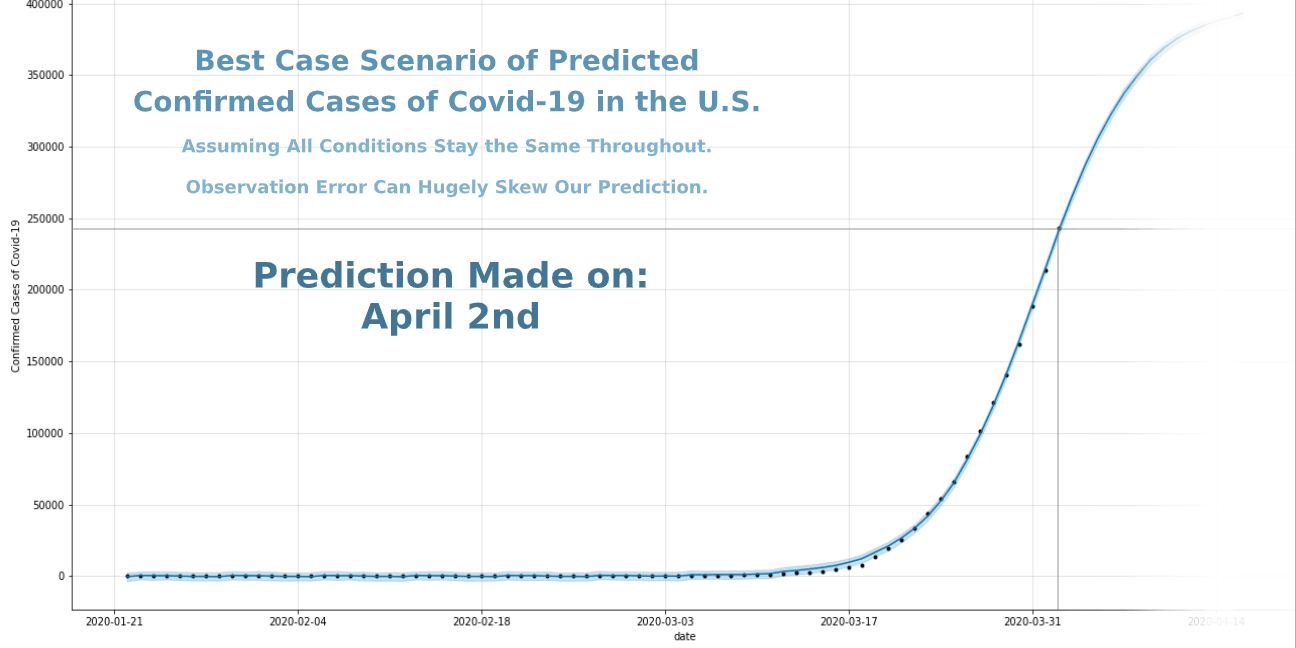 400000
Best Case Scenario of Predicted
350000
Confirmed Cases of Covid-19 in the U.S.
300000
Assuming All Conditions Stay the Same Throughout.
Observation Error Can Hugely Skew Our Prediction.
250000
Confirmed Cases of Covid-19
Prediction Made on:
200000
April 2nd
150000
100000
50000
0
2020-01-21 2020-02-04 2020-02-18 2020-03-03 2020-03-17 2020-03-31 2020-04-14
date